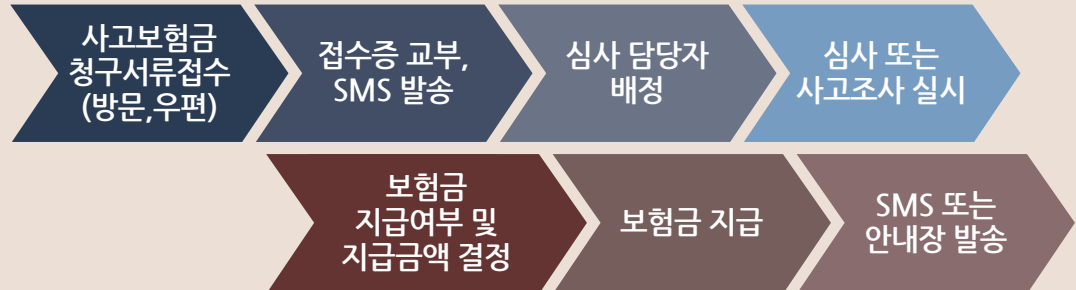 사고보험금
청구서류접수
(방문,우편)
접수증 교부,
SMS 발송
심사 담당자
배정
심사 또는
사고조사 실시
보험금
지급여부 및
지급금액 결정
보험금 지급
SMS 또는
안내장 발송